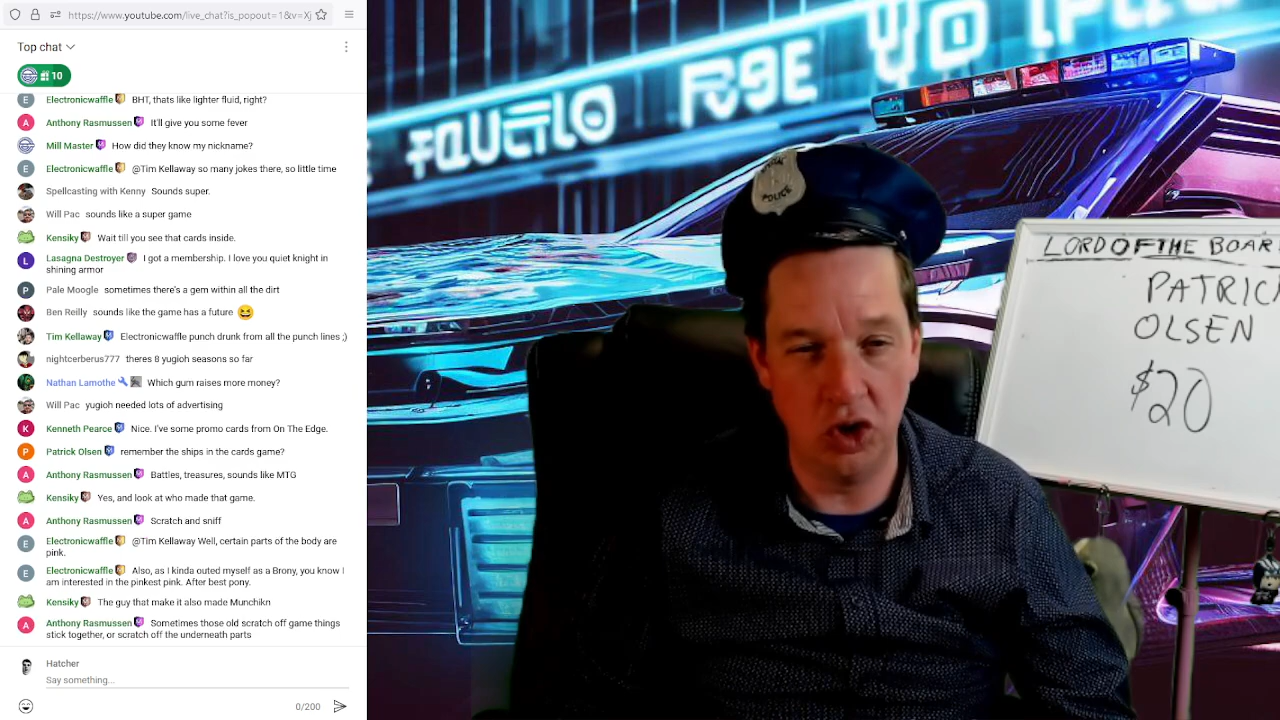 https://www.youtube.com/live_chat?is_popout=1&v=Xj
Top chat
10
Electronicwaffle BHT, thats like lighter fluid, right?
Anthony Rasmussen It'll give you some fever
Mill Master How did they know my nickname?
Electronicwaffle @Tim Kellaway so many jokes there, so little time
Spellcasting with Kenny Sounds super.
Will Pac sounds like a super game
Kensiky Wait till you see that cards inside.
Lasagna Destroyer I got a membership. I love you quiet knight in
shining armor
Pale Moogle sometimes there's a gem within all the dirt
Ben Reilly sounds like the game has a future 😆
Tim Kellaway Electronicwaffle punch drunk from all the punch lines ;)
nightcerberus777 theres 8 yugioh seasons so far
Nathan Lamothe Which gum raises more money?
Will Pac yugioh needed lots of advertising
Kenneth Pearce Nice. I've some promo cards from On The Edge.
Patrick Olsen remember the ships in the cards game?
Anthony Rasmussen Battles, treasures, sounds like MTG
Kensiky Yes, and look at who made that game.
Anthony Rasmussen Scratch and sniff
Electronicwaffle @Tim Kellaway Well, certain parts of the body are
pink.
Electronicwaffle Also, as I kinda outed myself as a Brony, you know I
am interested in the pinkest pink. After best pony.
Kensiky The guy that make it also made Munchikn
Anthony Rasmussen Sometimes those old scratch off game things
stick together, or scratch off the underneath parts
Hatcher
Say something...
0/200
POLICE
LORD OF THE BOAR
PATRIC
OLSEN
$20